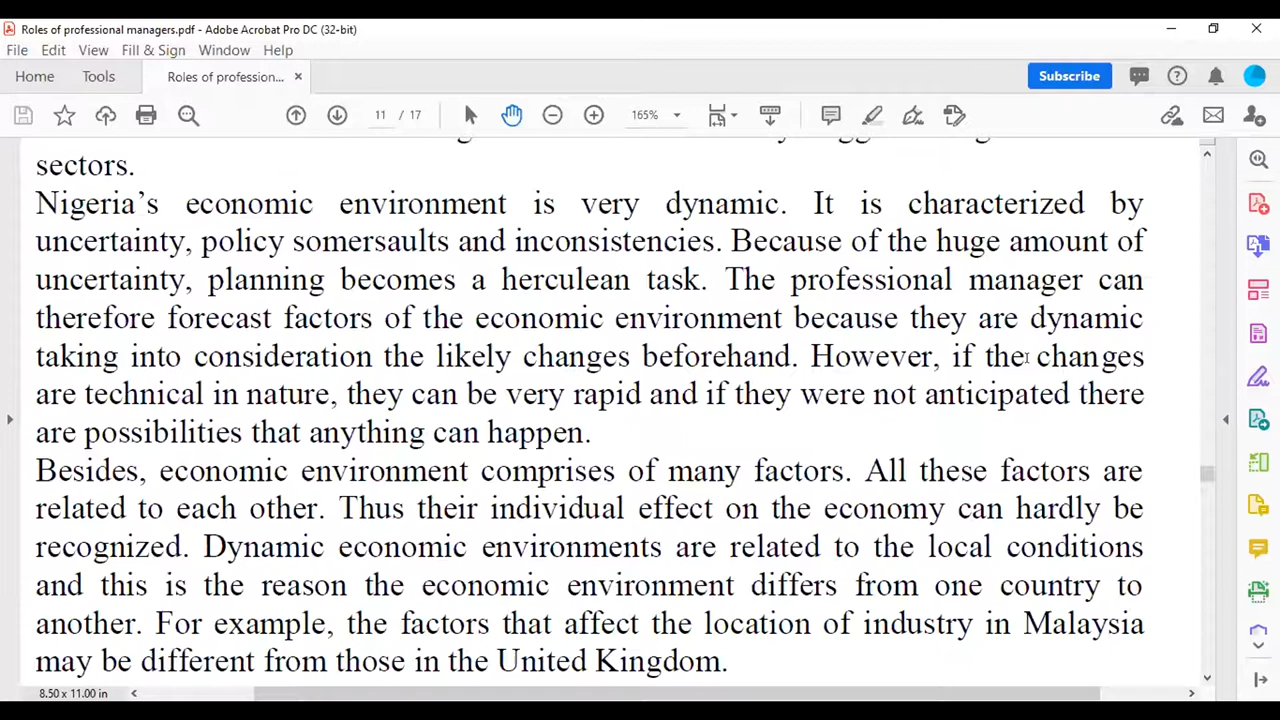 Roles of professional managers.pdf - Adobe Acrobat Pro DC (32-bit)
File Edit View Fill & Sign Window Help
Home Tools Roles of profession... × Subscribe
11 / 17 165%
sectors.
Nigeria’s economic environment is very dynamic. It is characterized by
uncertainty, policy somersaults and inconsistencies. Because of the huge amount of
uncertainty, planning becomes a herculean task. The professional manager can
therefore forecast factors of the economic environment because they are dynamic
taking into consideration the likely changes beforehand. However, if the changes
are technical in nature, they can be very rapid and if they were not anticipated there
are possibilities that anything can happen.
Besides, economic environment comprises of many factors. All these factors are
related to each other. Thus their individual effect on the economy can hardly be
recognized. Dynamic economic environments are related to the local conditions
and this is the reason the economic environment differs from one country to
another. For example, the factors that affect the location of industry in Malaysia
may be different from those in the United Kingdom.
8.50 x 11.00 in